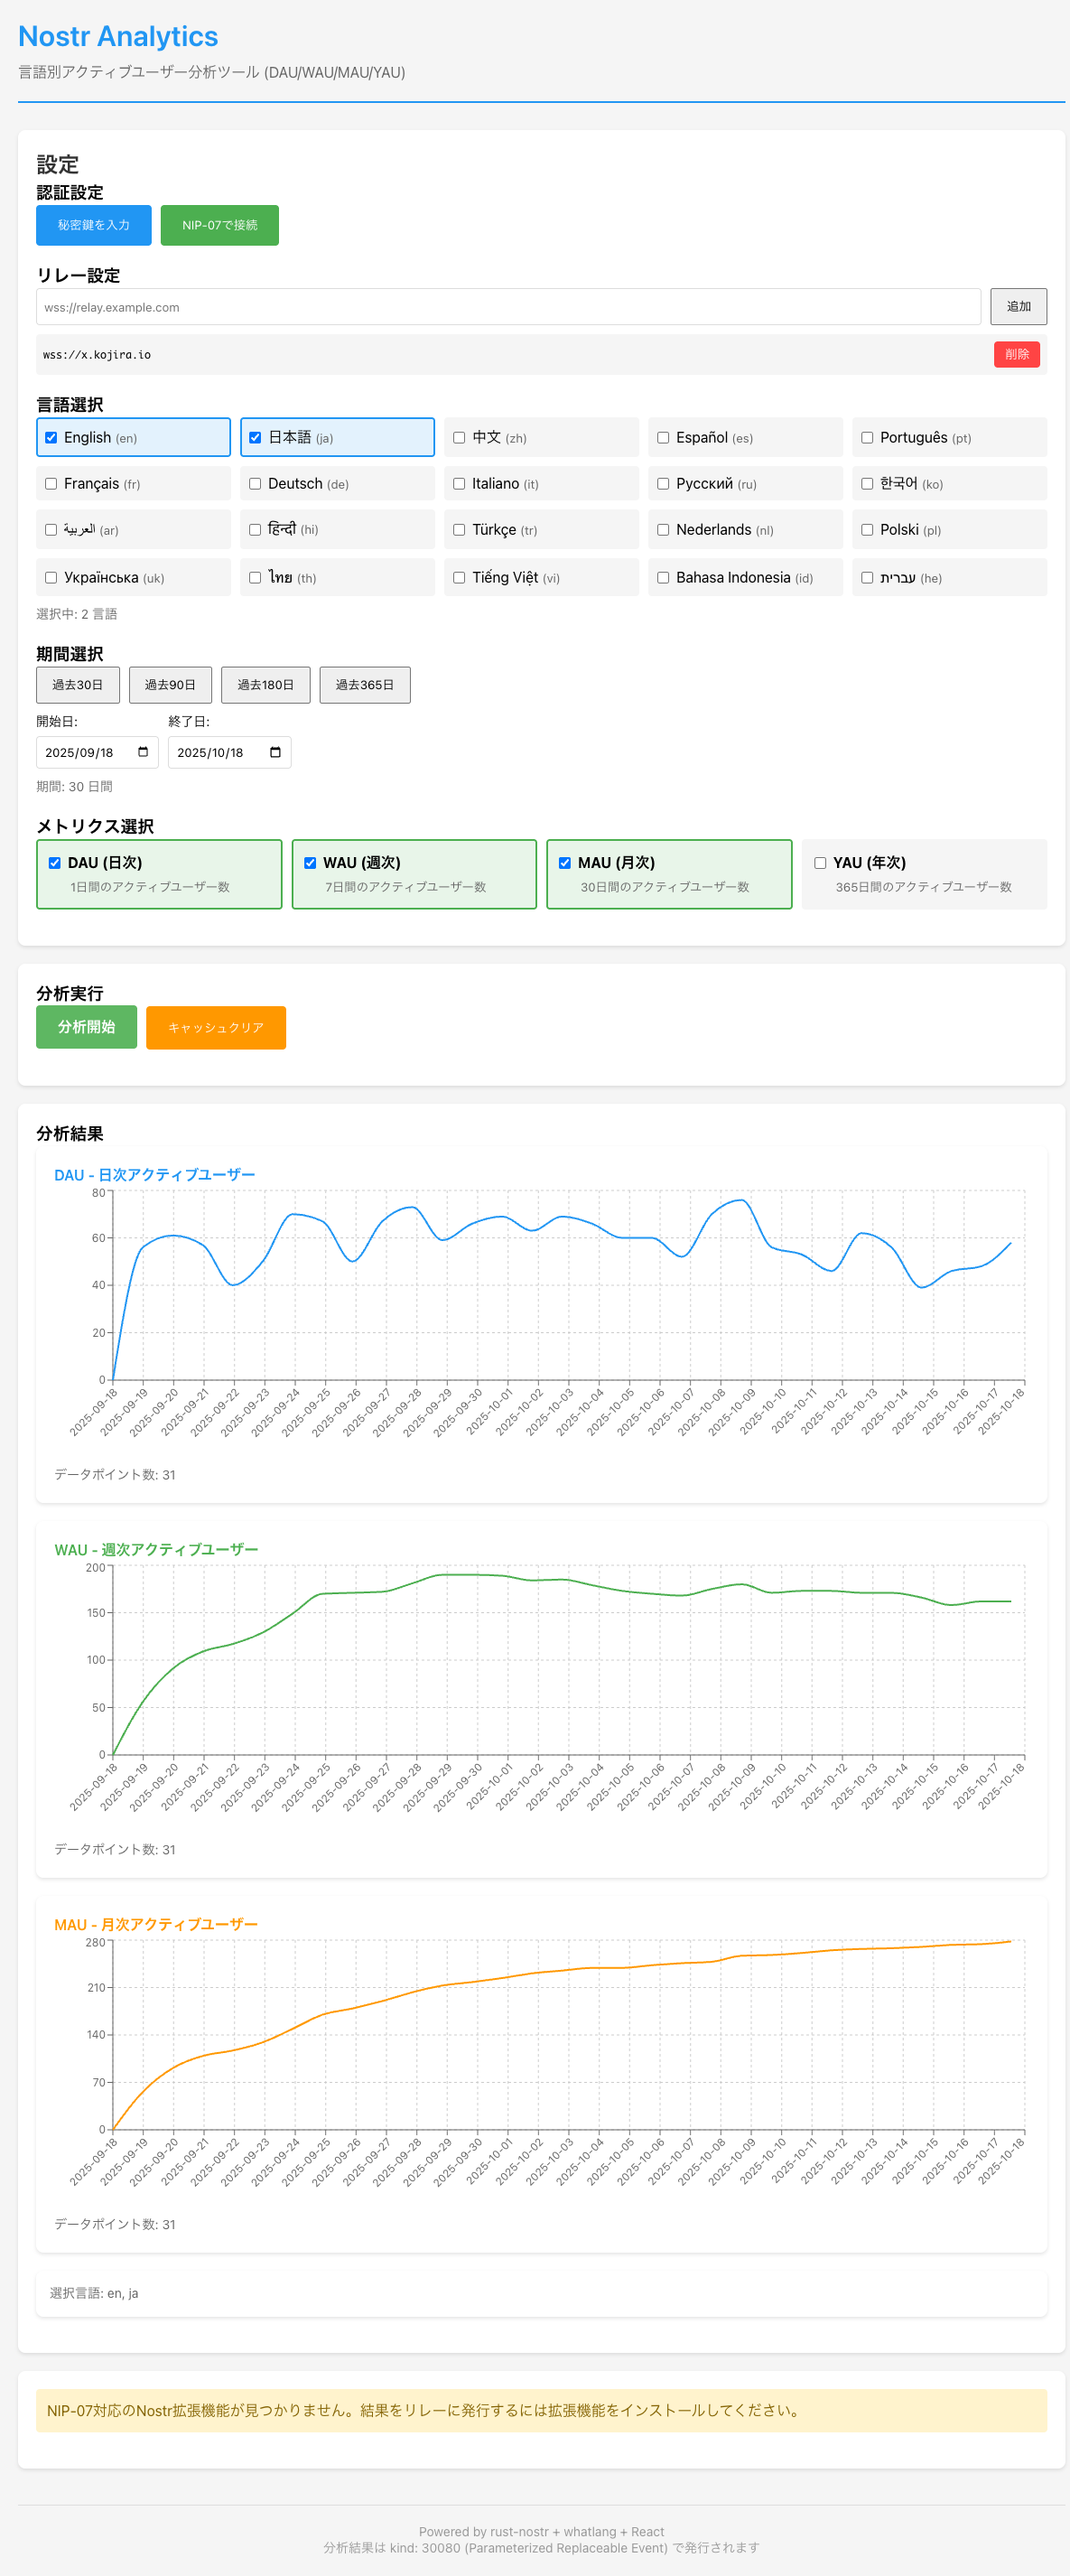 Nostr Analytics
言語別アクティブユーザー分析ツール (DAU/WAU/MAU/YAU)
設定
認証設定
秘密鍵を入力 NIP-07で接続
リレー設定
wss://relay.example.com 追加
wss://x.kojira.io 削除
言語選択
English (en) 日本語 (ja) 中文 (zh) Español (es) Português (pt)
Français (fr) Deutsch (de) Italiano (it) Русский (ru) 한국어 (ko)
العربية (ar) हिन्दी (hi) Türkçe (tr) Nederlands (nl) Polski (pl)
Українська (uk) ไทย (th) Tiếng Việt (vi) Bahasa Indonesia (id) עברית (he)
選択中: 2 言語
期間選択
過去30日 過去90日 過去180日 過去365日
開始日: 終了日:
2025/09/18 2025/10/18
期間: 30 日間
メトリクス選択
DAU (日次) WAU (週次) MAU (月次) YAU (年次)
1日間のアクティブユーザー数 7日間のアクティブユーザー数 30日間のアクティブユーザー数 365日間のアクティブユーザー数
分析実行
分析開始 キャッシュクリア
分析結果
DAU - 日次アクティブユーザー
80
60
40
20
0
2025-09-18 2025-09-19 2025-09-20 2025-09-21 2025-09-22 2025-09-23 2025-09-24 2025-09-25 2025-09-26 2025-09-27 2025-09-28 2025-09-29 2025-09-30 2025-10-01 2025-10-02 2025-10-03 2025-10-04 2025-10-05 2025-10-06 2025-10-07 2025-10-08 2025-10-09 2025-10-10 2025-10-11 2025-10-12 2025-10-13 2025-10-14 2025-10-15 2025-10-16 2025-10-17 2025-10-18
データポイント数: 31
WAU - 週次アクティブユーザー
200
150
100
50
0
2025-09-18 2025-09-19 2025-09-20 2025-09-21 2025-09-22 2025-09-23 2025-09-24 2025-09-25 2025-09-26 2025-09-27 2025-09-28 2025-09-29 2025-09-30 2025-10-01 2025-10-02 2025-10-03 2025-10-04 2025-10-05 2025-10-06 2025-10-07 2025-10-08 2025-10-09 2025-10-10 2025-10-11 2025-10-12 2025-10-13 2025-10-14 2025-10-15 2025-10-16 2025-10-17 2025-10-18
データポイント数: 31
MAU - 月次アクティブユーザー
280
210
140
70
0
2025-09-18 2025-09-19 2025-09-20 2025-09-21 2025-09-22 2025-09-23 2025-09-24 2025-09-25 2025-09-26 2025-09-27 2025-09-28 2025-09-29 2025-09-30 2025-10-01 2025-10-02 2025-10-03 2025-10-04 2025-10-05 2025-10-06 2025-10-07 2025-10-08 2025-10-09 2025-10-10 2025-10-11 2025-10-12 2025-10-13 2025-10-14 2025-10-15 2025-10-16 2025-10-17 2025-10-18
データポイント数: 31
選択言語: en, ja
NIP-07対応のNostr拡張機能が見つかりません。結果をリレーに発行するには拡張機能をインストールしてください。
Powered by rust-nostr + whatlang + React
分析結果は kind: 30080 (Parameterized Replaceable Event) で発行されます